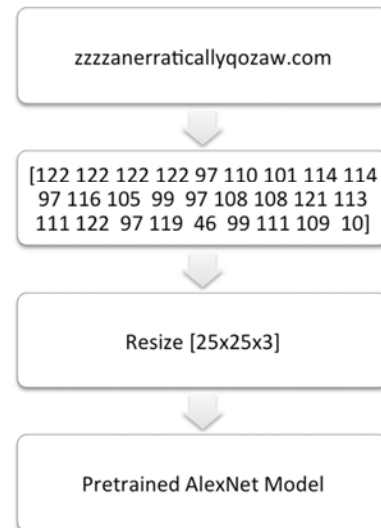 zzzzanerraticallyqozaw.com
[122 122 122 122 97 110 101 114 114
97 116 105 99 97 108 108 121 113
111 122 97 119 46 99 111 109 10]
Resize [25x25x3]
Pretrained AlexNet Model